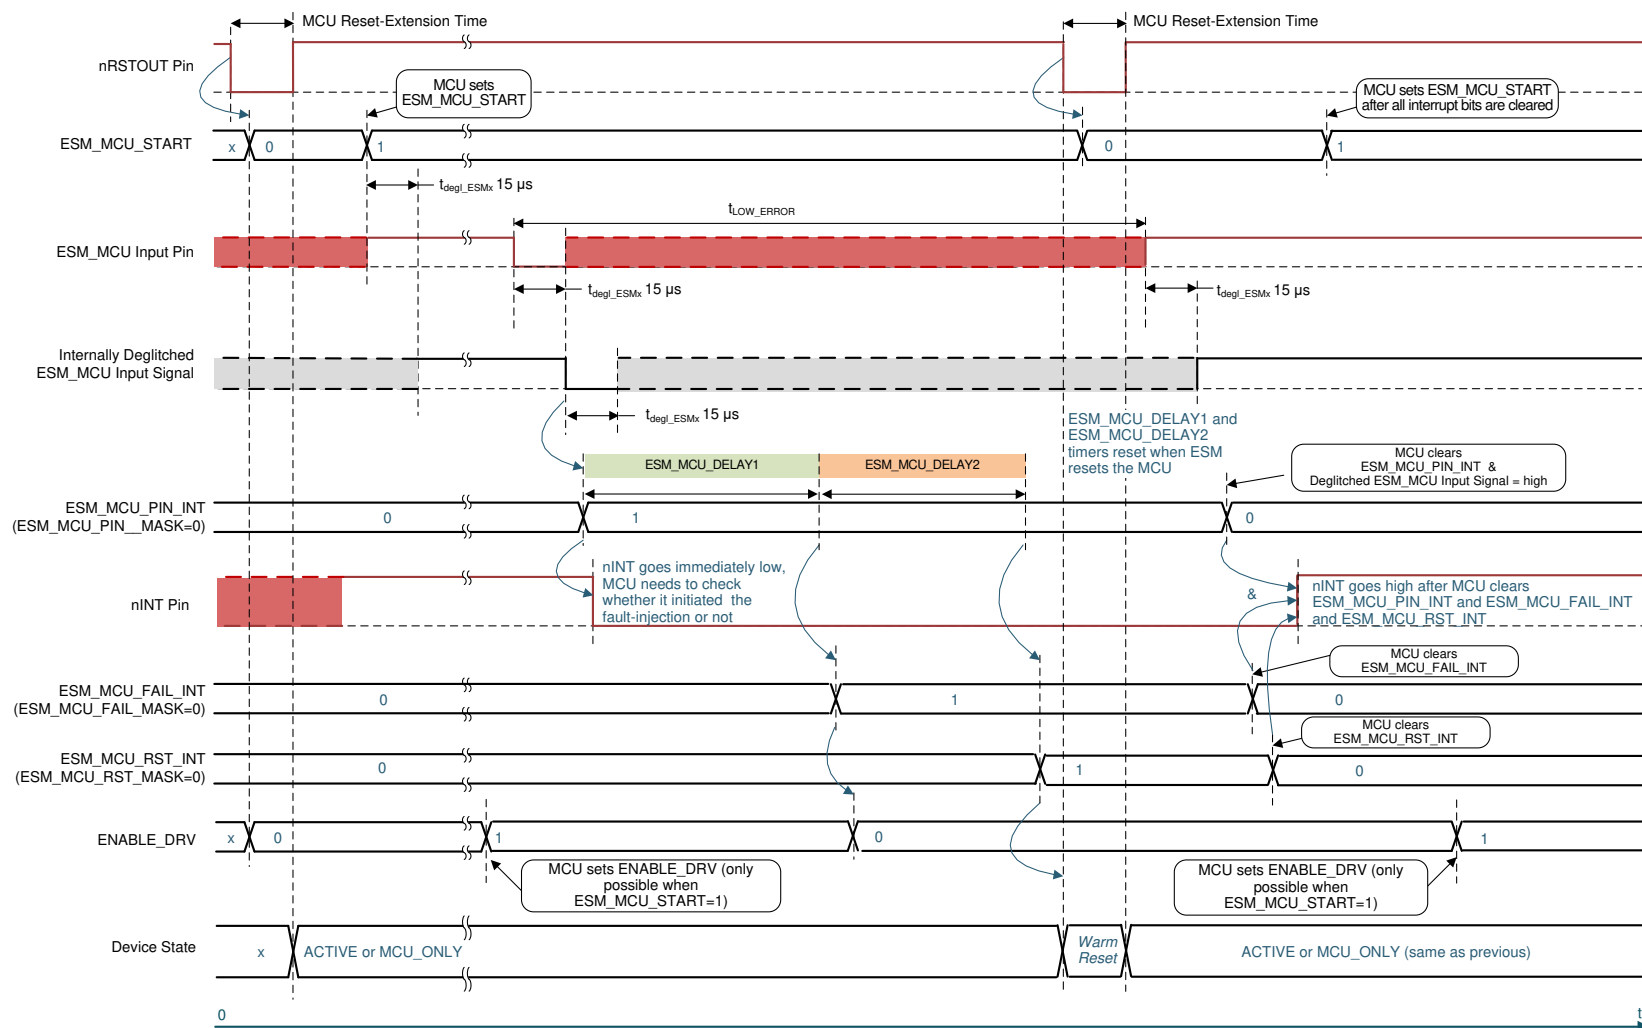 MCU Reset-Extension Time
MCU Reset-Extension Time
nRSTOUT Pin
MCU sets
ESM_MCU_START
MCU sets ESM_MCU_START
after all interrupt bits are cleared
ESM_MCU_START
x
0
1
0
1
tdegl_ESMx 15 µs
tLOW_ERROR
ESM_MCU Input Pin
tdegl_ESMx 15 µs
tdegl_ESMx 15 µs
Internally Deglitched
ESM_MCU Input Signal
tdegl_ESMx 15 µs
ESM_MCU_DELAY1 and
ESM_MCU_DELAY2
timers reset when ESM
resets the MCU
ESM_MCU_DELAY1
ESM_MCU_DELAY2
MCU clears
ESM_MCU_PIN_INT &
Deglitched ESM_MCU Input Signal = high
ESM_MCU_PIN_INT
(ESM_MCU_PIN__MASK=0)
0
1
0
nINT goes immediately low,
MCU needs to check
whether it initiated the
fault-injection or not
nINT Pin
&
nINT goes high after MCU clears
ESM_MCU_PIN_INT and ESM_MCU_FAIL_INT
and ESM_MCU_RST_INT
MCU clears
ESM_MCU_FAIL_INT
ESM_MCU_FAIL_INT
(ESM_MCU_FAIL_MASK=0)
0
1
0
MCU clears
ESM_MCU_RST_INT
ESM_MCU_RST_INT
(ESM_MCU_RST_MASK=0)
0
1
0
ENABLE_DRV
x
0
1
0
1
MCU sets ENABLE_DRV (only
possible when
ESM_MCU_START=1)
MCU sets ENABLE_DRV (only
possible when
ESM_MCU_START=1)
Device State
x
ACTIVE or MCU_ONLY
Warm
Reset
ACTIVE or MCU_ONLY (same as previous)
0
t